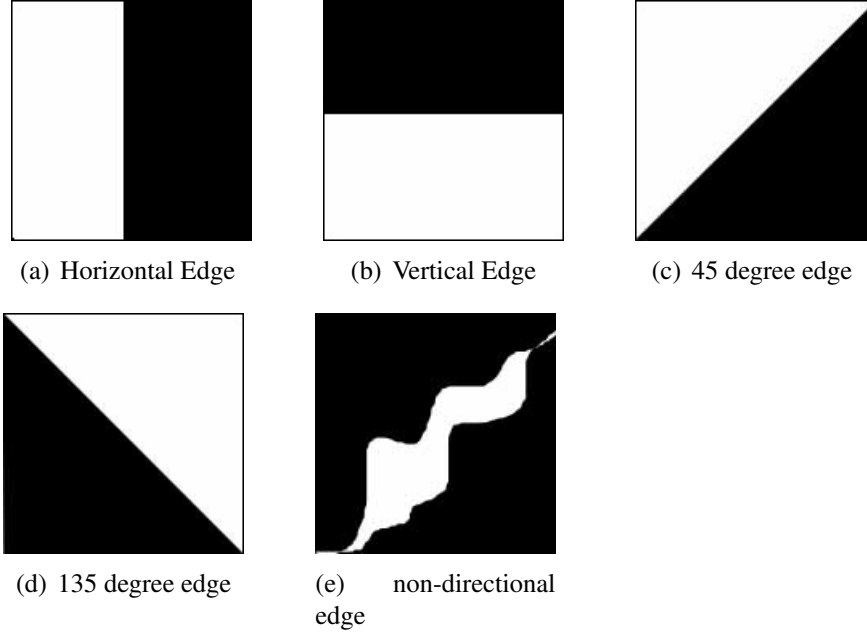 (a) Horizontal Edge
(b) Vertical Edge
(c) 45 degree edge
(d) 135 degree edge
(e) non-directional
edge